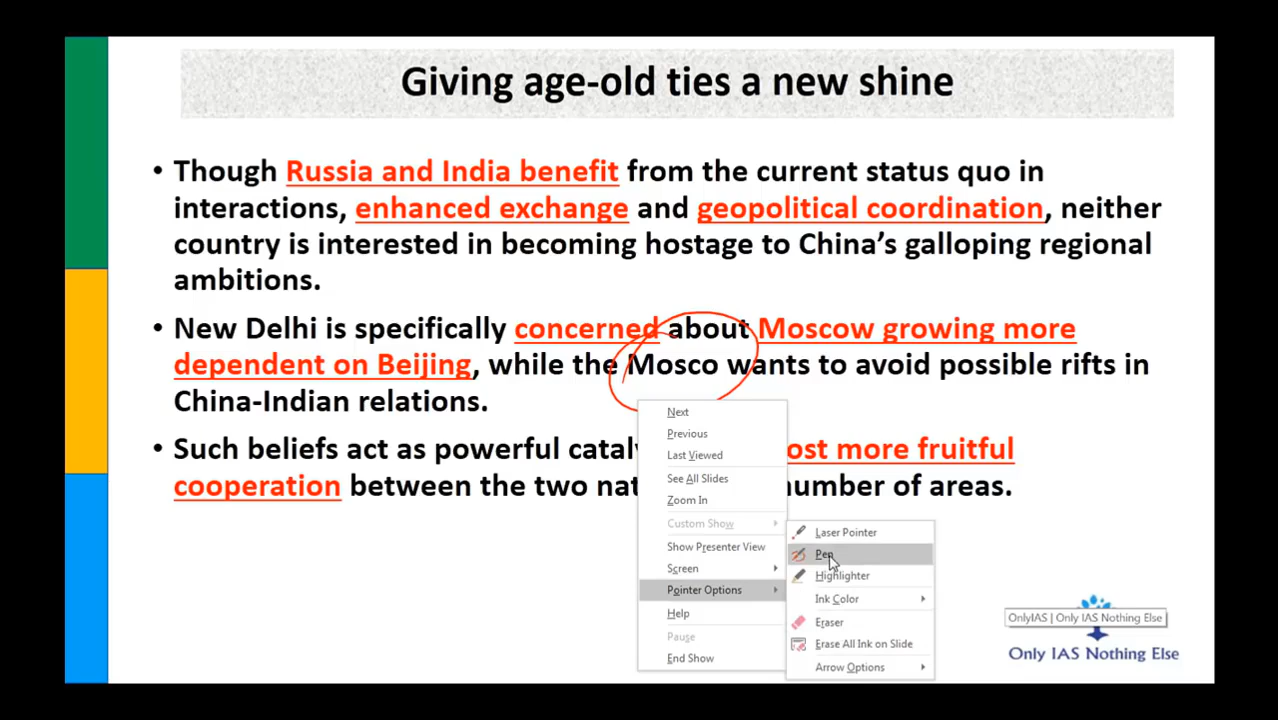 Giving age-old ties a new shine
• Though Russia and India benefit from the current status quo in
interactions, enhanced exchange and geopolitical coordination, neither
country is interested in becoming hostage to China’s galloping regional
ambitions.
• New Delhi is specifically concerned about Moscow growing more
dependent on Beijing, while the Mosco wants to avoid possible rifts in
China-Indian relations.
• Such beliefs act as powerful more fruitful
cooperation between the two number of areas.
Next
Previous
Last Viewed
See All Slides
Zoom In
Custom Show
Show Presenter View
Screen
Pointer Options
Help
Pause
End Show
Laser Pointer
Pen
Highlighter
Ink Color
Eraser
Erase All Ink on Slide
Arrow Options
OnlyIAS | Only IAS Nothing Else
Only IAS Nothing Else